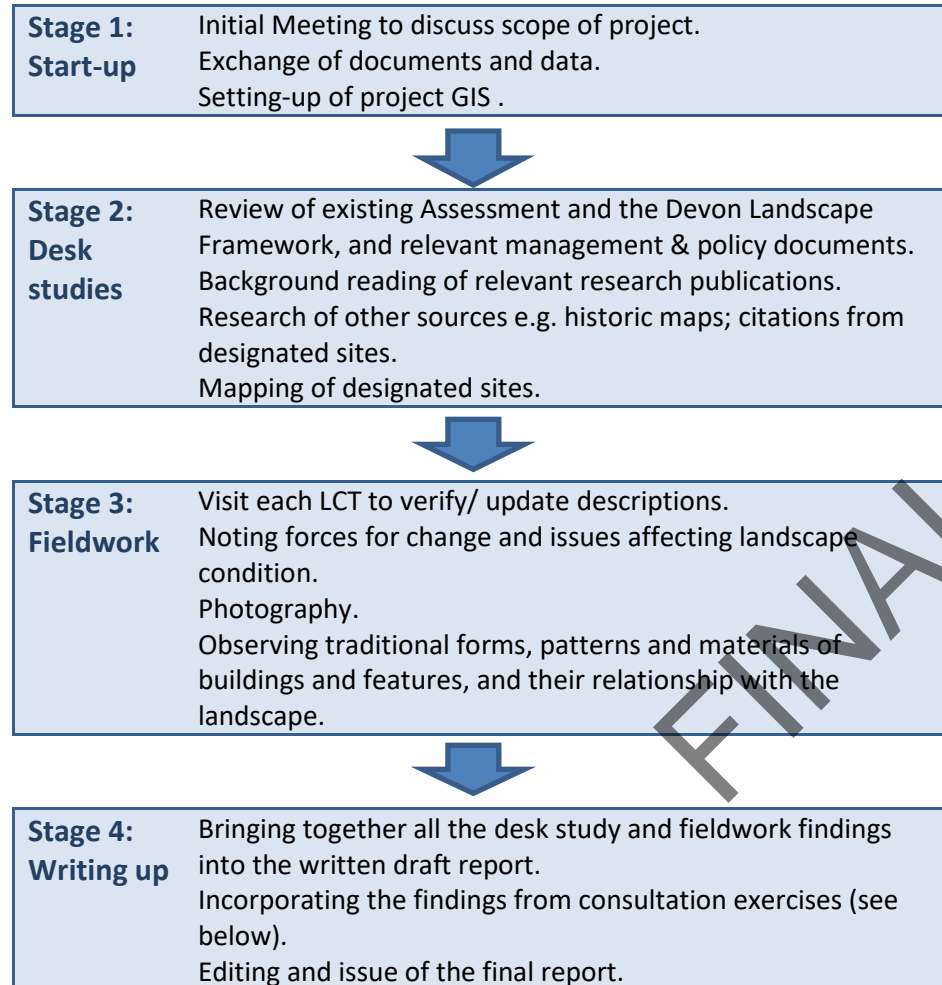 Stage 1:
Start-up
Initial Meeting to discuss scope of project.
Exchange of documents and data.
Setting-up of project GIS .
Stage 2:
Desk
studies
Review of existing Assessment and the Devon Landscape
Framework, and relevant management & policy documents.
Background reading of relevant research publications.
Research of other sources e.g. historic maps; citations from
designated sites.
Mapping of designated sites.
Stage 3:
Fieldwork
Visit each LCT to verify/ update descriptions.
Noting forces for change and issues affecting landscape
condition.
Photography.
Observing traditional forms, patterns and materials of
buildings and features, and their relationship with the
landscape.
Stage 4:
Writing up
Bringing together all the desk study and fieldwork findings
into the written draft report.
Incorporating the findings from consultation exercises (see
below).
Editing and issue of the final report.
FINAL